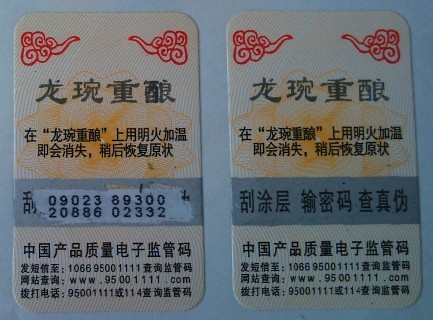 龙琬重酿
在“龙琬重酿”上用明火加温
即会消失，稍后恢复原状
刮
09023 89300
20886 02332
中国产品质量电子监管码
发短信至：106695001111查询监管码
网站查询：www.95001111.com
拨打电话：95001111或114查询监管码
龙琬重酿
在“龙琬重酿”上用明火加温
即会消失，稍后恢复原状
刮涂层 输密码 查真伪
中国产品质量电子监管码
发短信至：106695001111查询监管码
网站查询：www.95001111.com
拨打电话：95001111或114查询监管码